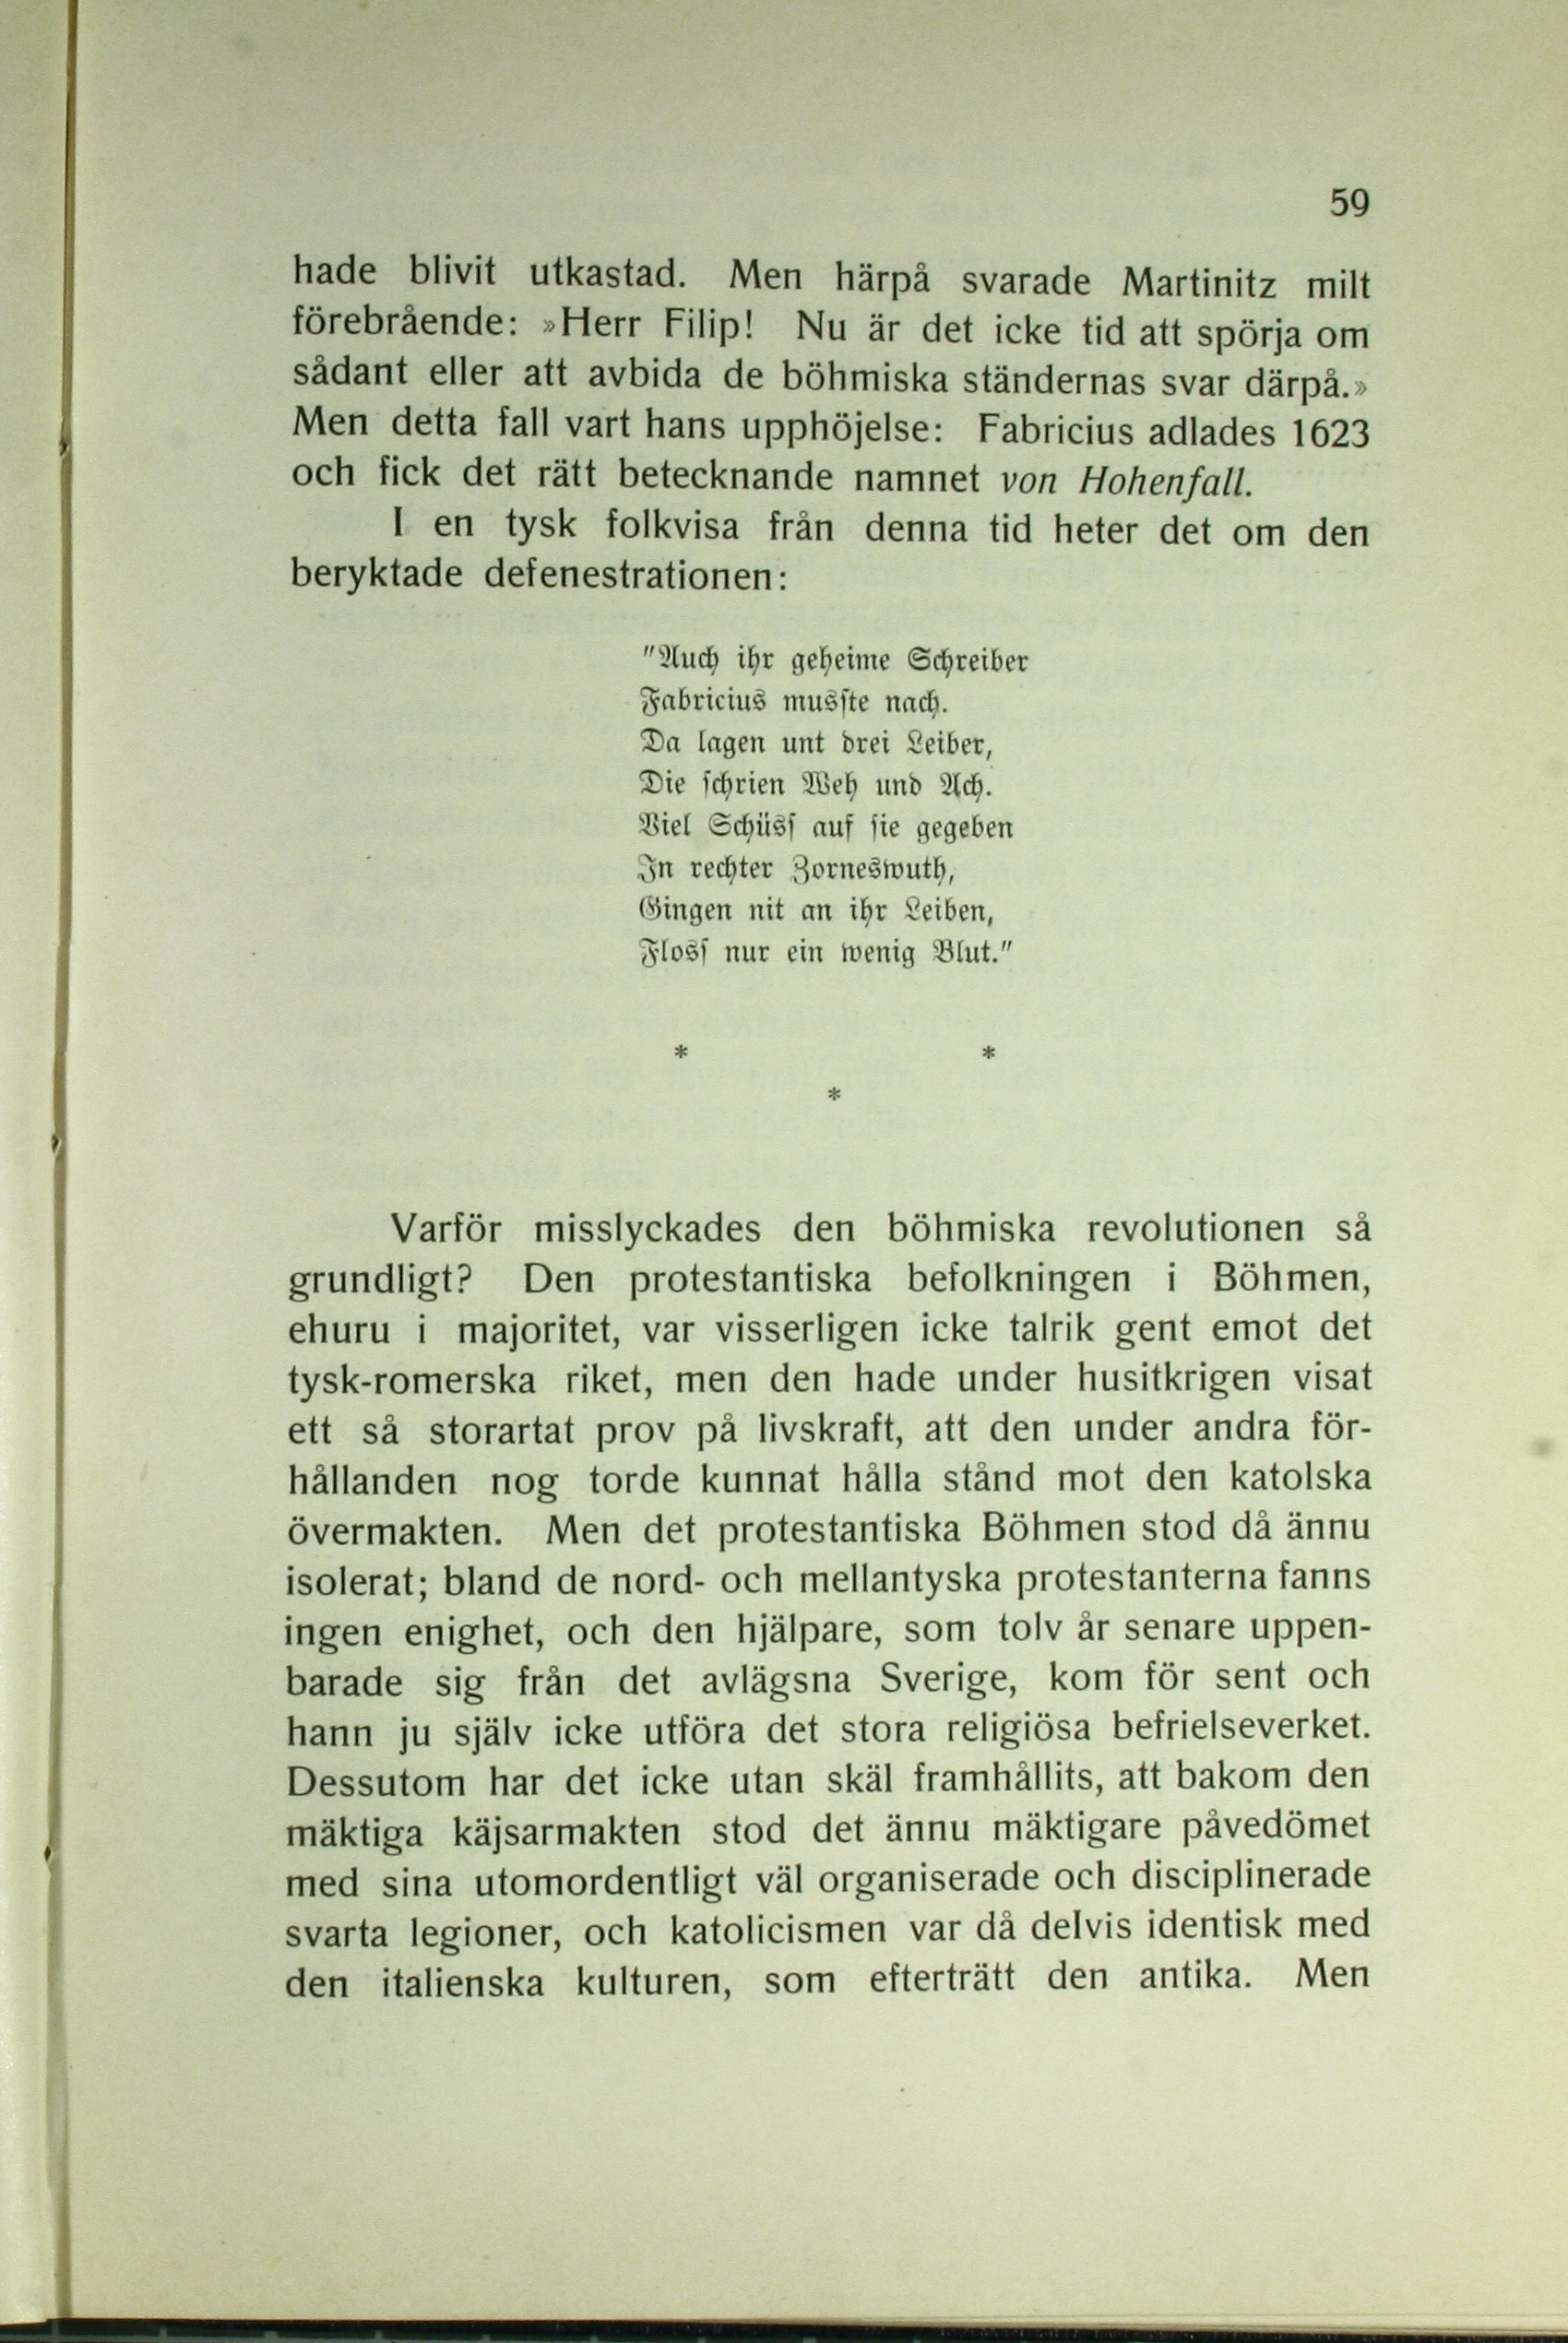 59
hade blivit utkastad. Men härpå svarade Martinitz milt
förebrående: »Herr Filip! Nu är det icke tid att spörja om
sådant eller att avbida de böhmiska ständernas svar därpå.»
Men detta fall vart hans upphöjelse: Fabricius adlades 1623
och fick det rätt betecknande namnet von Hohenfall.
I en tysk folkvisa från denna tid heter det om den
beryktade defenestrationen:
"Auch ihr geheime Schreiber
Fabricius musſte nach.
Da lagen unt drei Leiber,
Die ſchrien Weh und Ach.
Viel Schüsſ auf ſie gegeben
In rechter Zorneswuth,
Gingen nit an ihr Leiben,
Flosſ nur ein wenig Blut."
* *
*
Varför misslyckades den böhmiska revolutionen så
grundligt? Den protestantiska befolkningen i Böhmen,
ehuru i majoritet, var visserligen icke talrik gent emot det
tysk-romerska riket, men den hade under husitkrigen visat
ett så storartat prov på livskraft, att den under andra för-
hållanden nog torde kunnat hålla stånd mot den katolska
övermakten. Men det protestantiska Böhmen stod då ännu
isolerat; bland de nord- och mellantyska protestanterna fanns
ingen enighet, och den hjälpare, som tolv år senare uppen-
barade sig från det avlägsna Sverige, kom för sent och
hann ju själv icke utföra det stora religiösa befrielseverket.
Dessutom har det icke utan skäl framhållits, att bakom den
mäktiga käjsarmakten stod det ännu mäktigare påvedömet
med sina utomordentligt väl organiserade och disciplinerade
svarta legioner, och katolicismen var då delvis identisk med
den italienska kulturen, som efterträtt den antika. Men